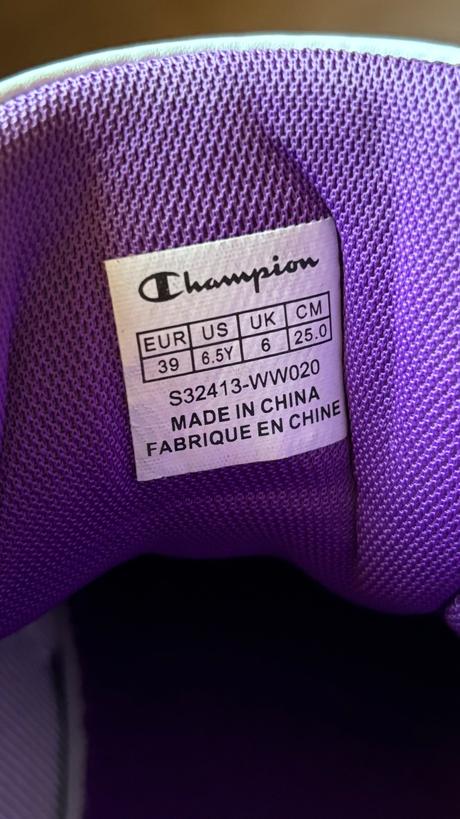 Champion
EUR US UK CM
39 6.5Y 6 25.0
S32413-WW020
MADE IN CHINA
FABRIQUE EN CHINE